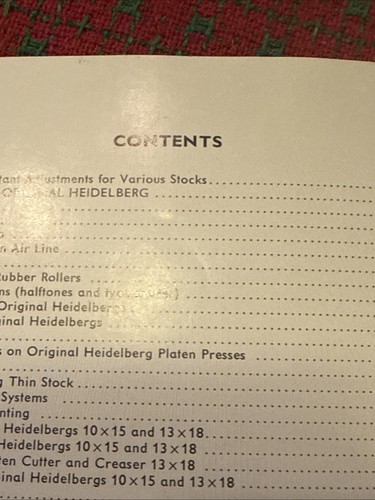 CONTENTS
Adjustments for Various Stocks
HEIDELBERG
Air Line
Rubber Rollers
(halftones and
Original
Heidelbergs
on Original Heidelberg Platen Presses
Thin Stock
Systems
Heidelbergs 10 × 15 and 13 × 18
Heidelbergs 10 × 15 and 13 × 18
Cutter and Creaser 13 × 18
Heidelbergs 10 × 15 and 13 × 18